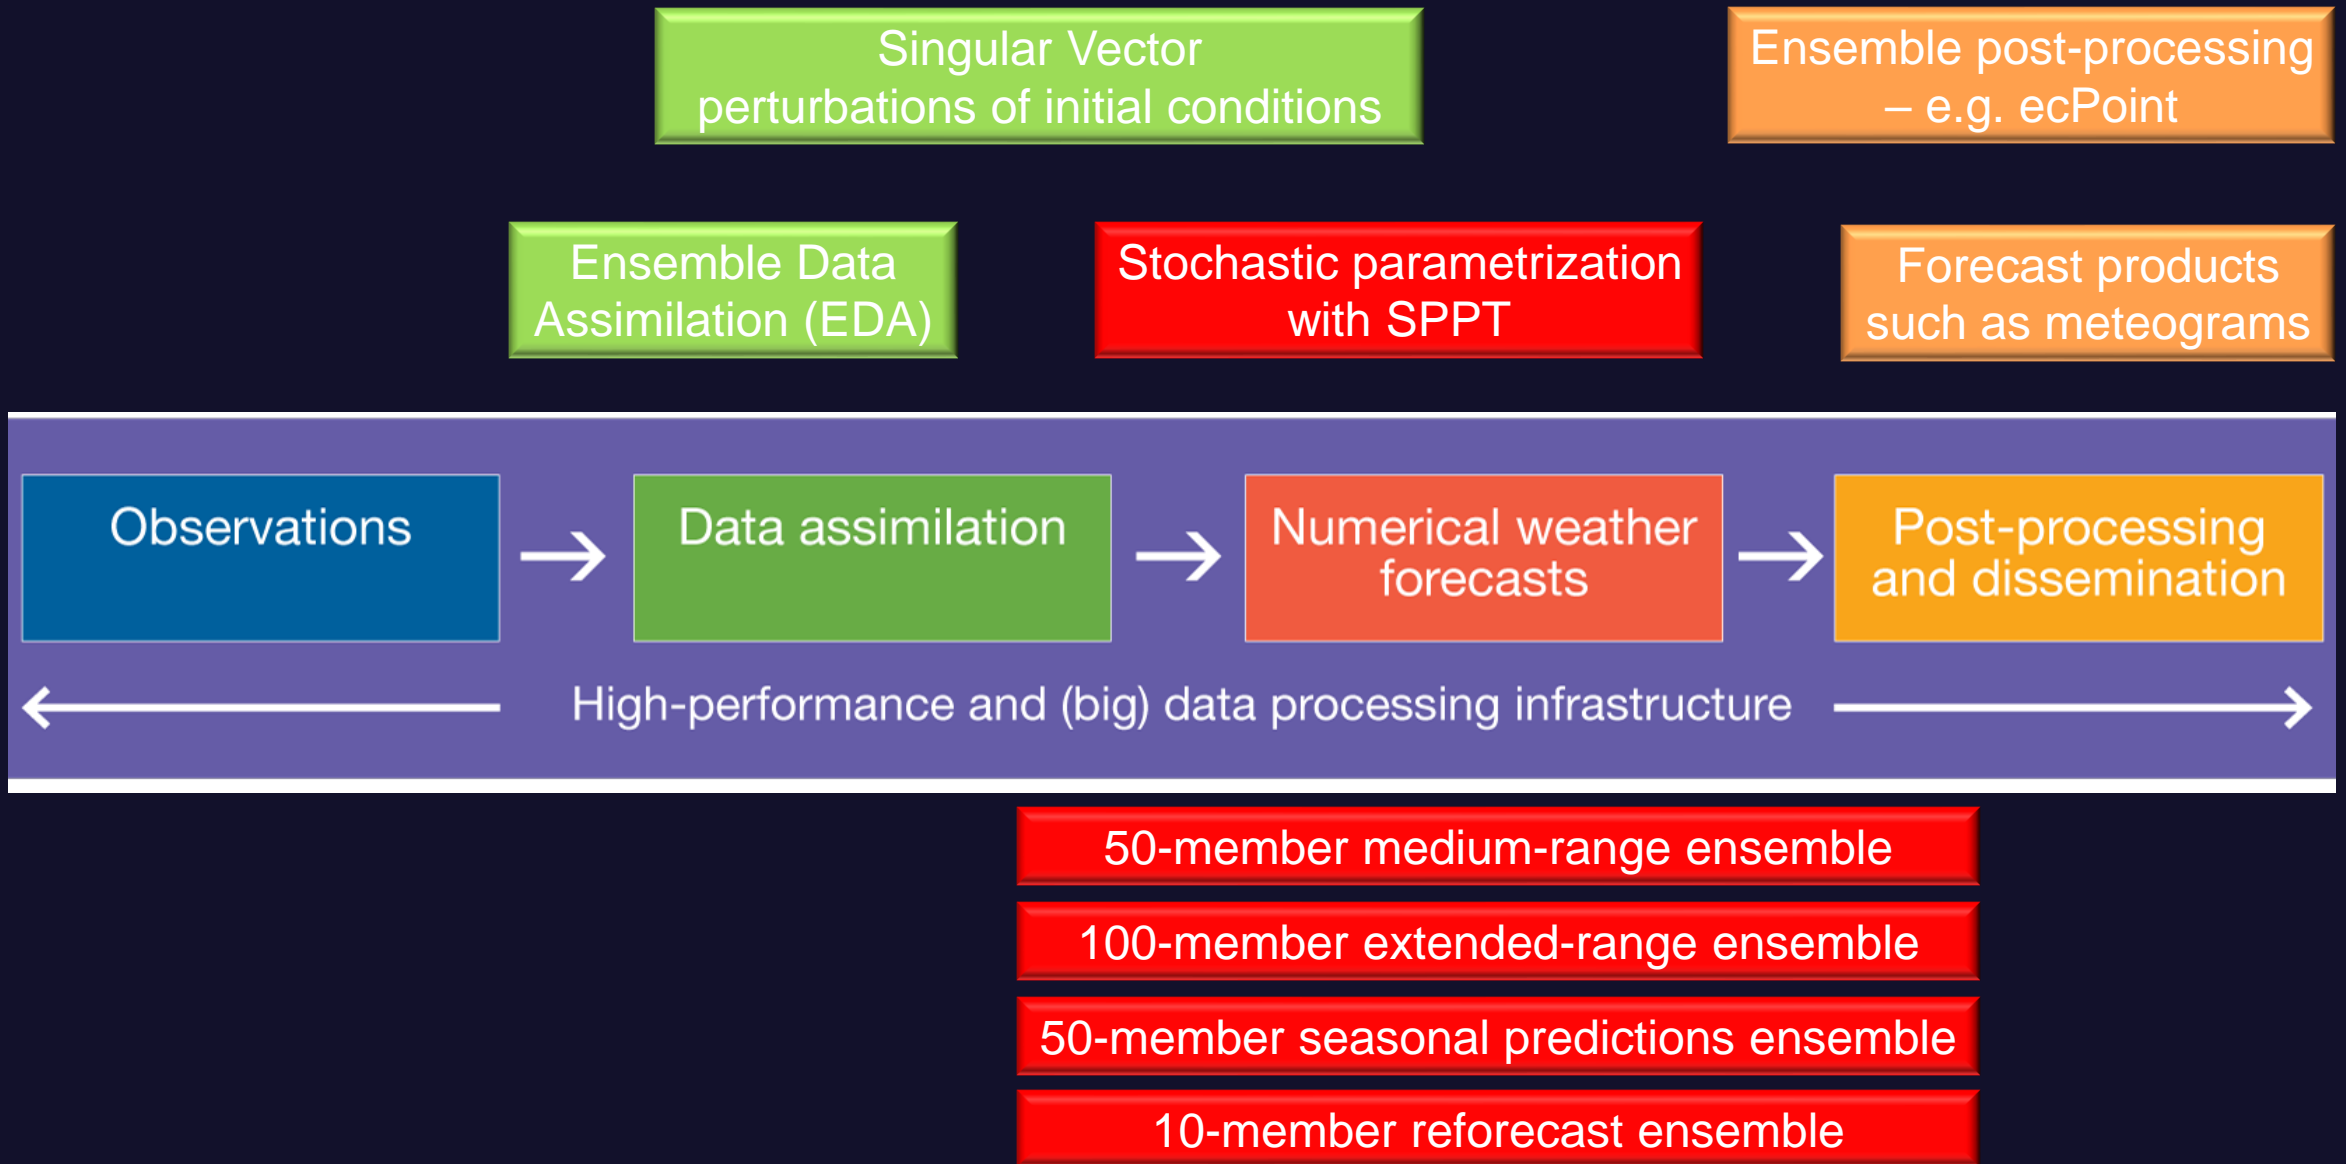 Singular Vector
perturbations of initial conditions
Ensemble post-processing
– e.g. ecPoint
Ensemble Data
Assimilation (EDA)
Stochastic parametrization
with SPPT
Forecast products
such as meteograms
Observations
Data assimilation
Numerical weather
forecasts
Post-processing
and dissemination
High-performance and (big) data processing infrastructure
50-member medium-range ensemble
100-member extended-range ensemble
50-member seasonal predictions ensemble
10-member reforecast ensemble